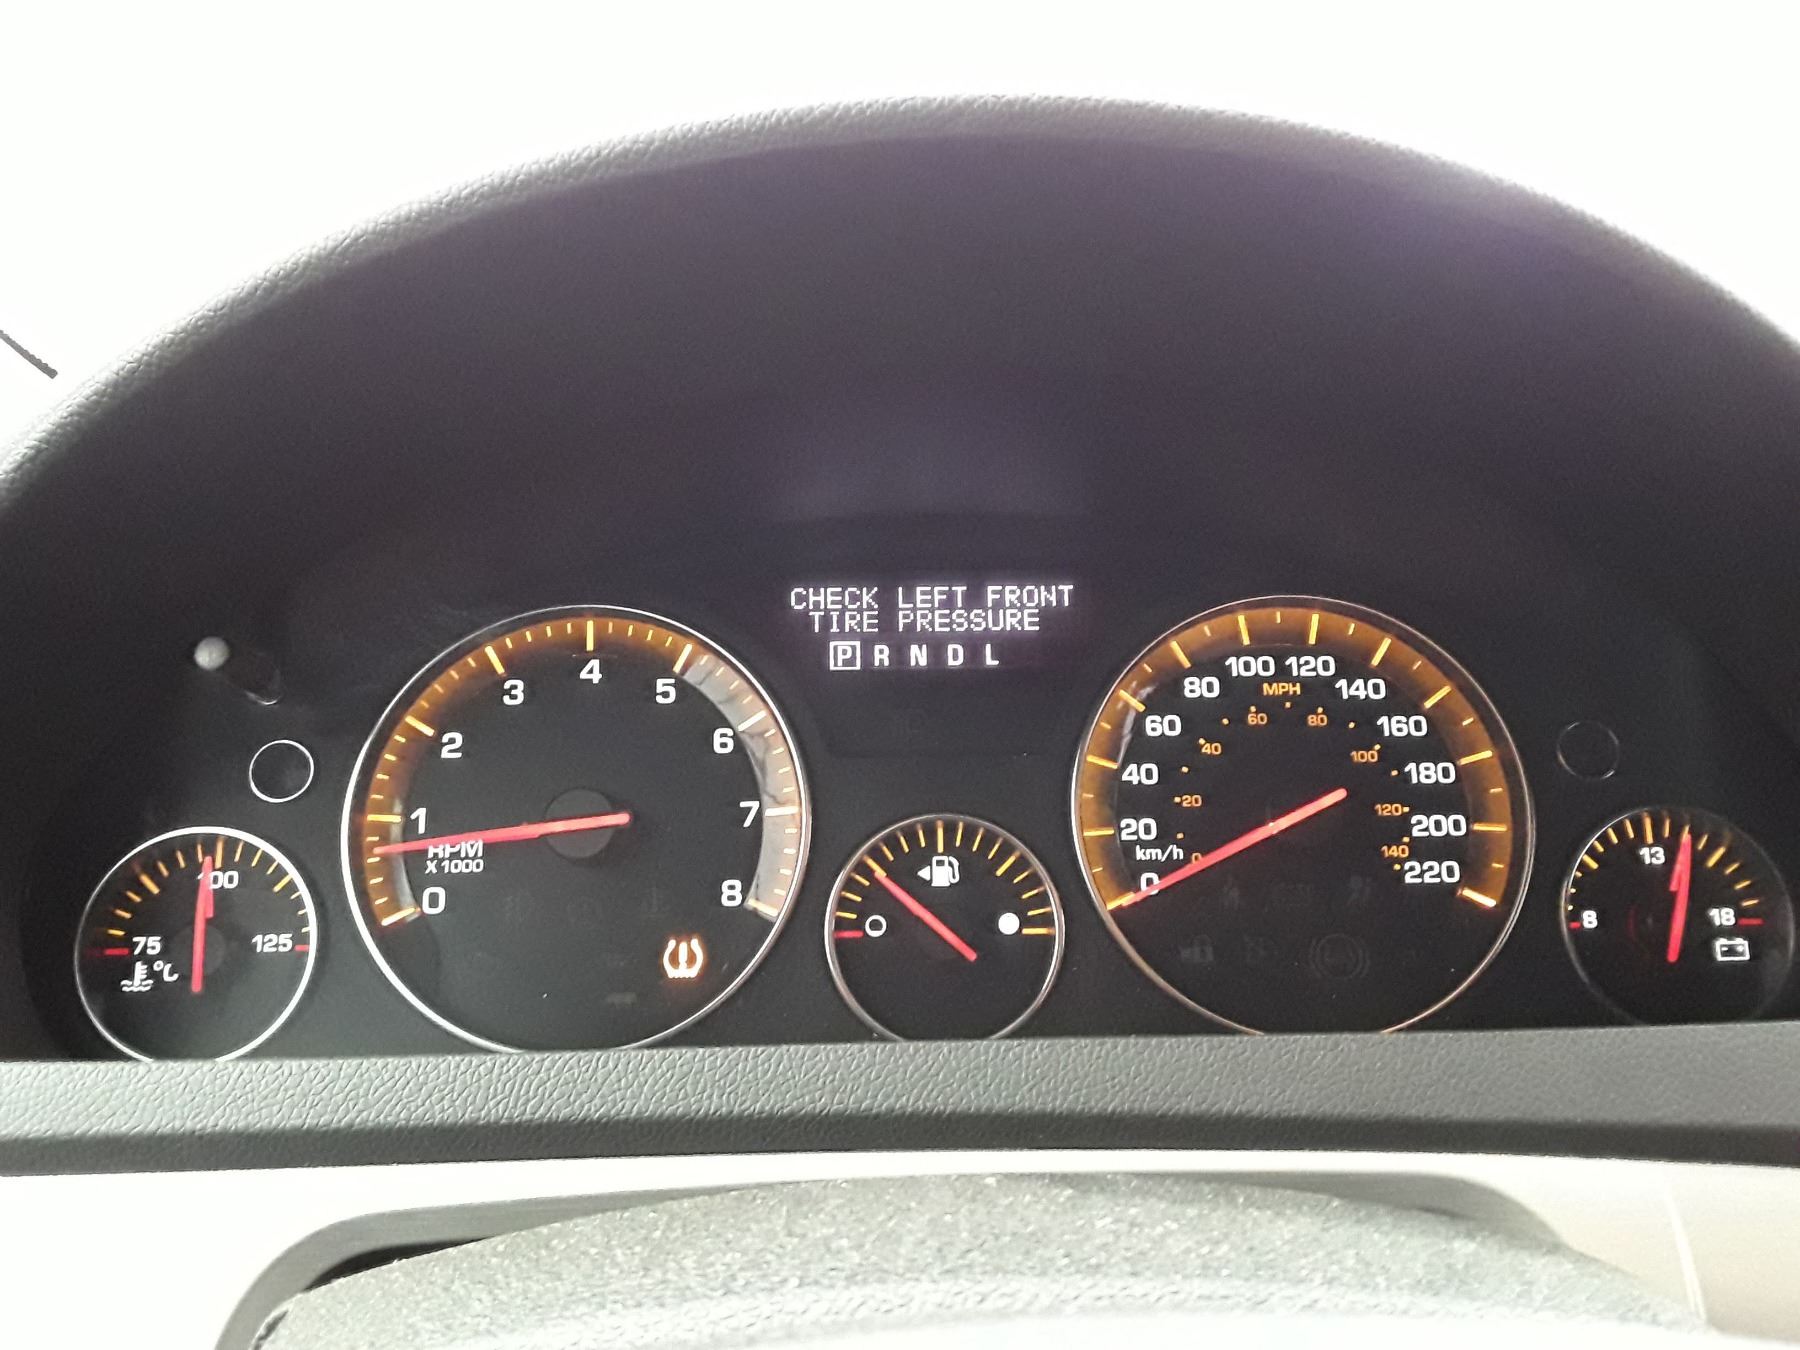 CHECK LEFT FRONT
TIRE PRESSURE
P R N D L
0 1 2 3 4 5 6 7 8
RPM
X 1000
75 100 125
°C
0 20 40 60 80 100 120 140 160 180 200 220
km/h
MPH
0 20 40 60 80 100 120 140
8 13 18